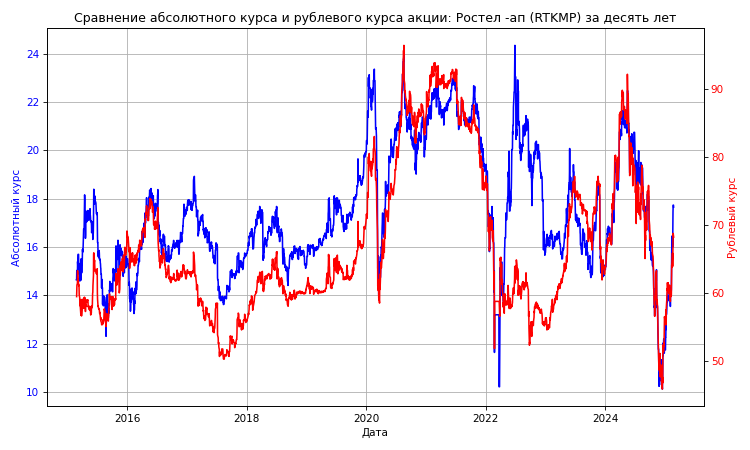 Сравнение абсолютного курса и рублевого курса акции: Ростел -ап (RTKMP) за десять лет
24
22
20
18
16
14
12
10
Абсолютный курс
90
80
70
60
50
Рублевый курс
2016 2018 2020 2022 2024
Дата